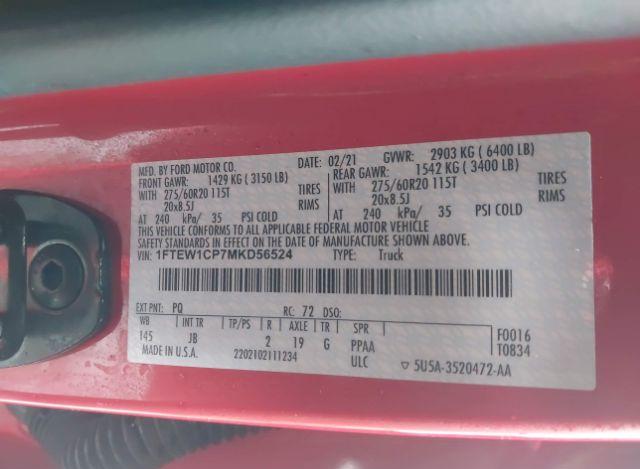 MFD. BY FORD MOTOR CO. 02/21 GVWR: 2903 KG ( 6400 LB)
FRONT GAWR: 1429 KG ( 3150 LB) REAR GAWR: 1542 KG ( 3400 LB)
WITH 275/60R20 115T TIRES WITH 275/60R20 115T TIRES
20x8.5J RIMS 20x8.5J RIMS
AT 240 kPa/ 35 PSI COLD AT 240 kPa/ 35 PSI COLD
THIS VEHICLE CONFORMS TO ALL APPLICABLE FEDERAL MOTOR VEHICLE
SAFETY STANDARDS IN EFFECT ON THE DATE OF MANUFACTURE SHOWN ABOVE.
VIN: 1FTEW1CP7MKD56524 TYPE: Truck
EXT PNT: PQ RC: 72 DSO:
WB INT TR TP/PS R AXLE TR SPR F0016
145 JB 2 19 G PPAA T0834
MADE IN U.S.A. 2202102111234 ULC ▽ 5U5A-3520472-AA